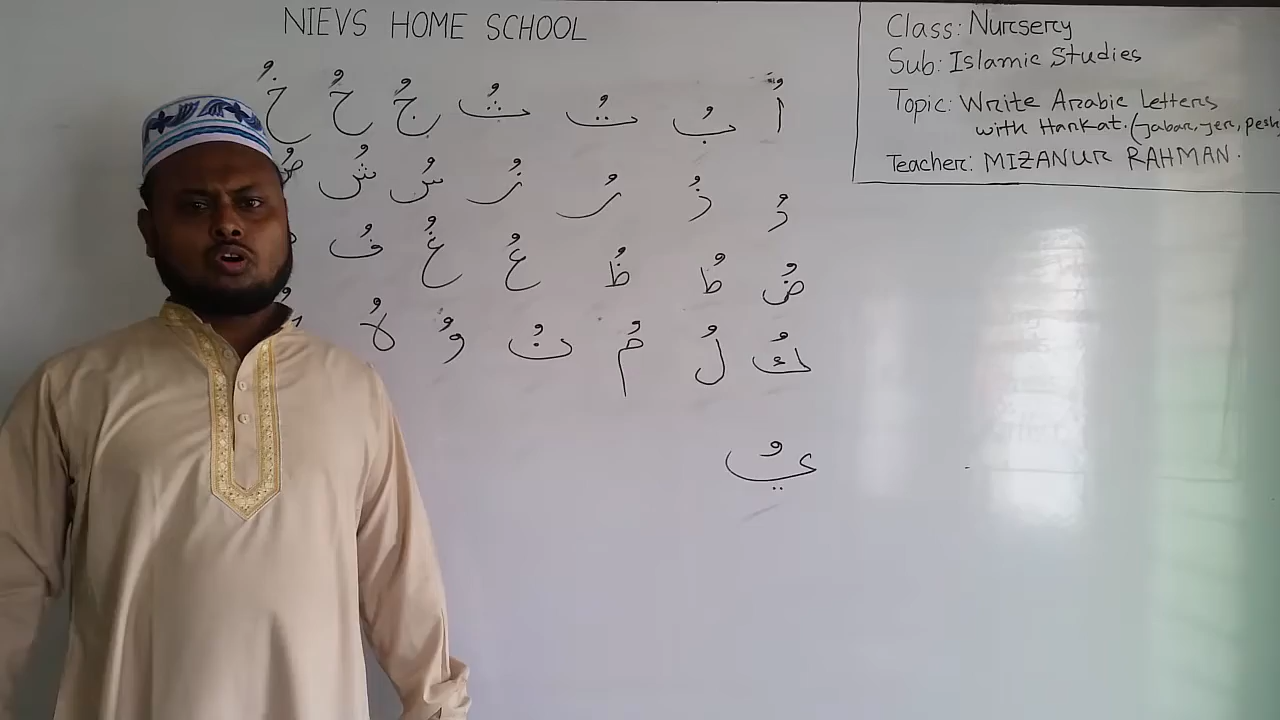 NIEVS HOME SCHOOL
Class: Nursery
Sub: Islamic Studies
Topic: Write Arabic Letters
with Harkat. (jabar, jer, pesh
Teacher: MIZANUR RAHMAN.
اُ بُ تُ ثُ جُ حُ خُ
دُ ذُ رُ زُ سُ شُ
ضُ طُ ظُ عُ غُ فُ
كُ لُ مُ نُ وُ لاُ
يُ